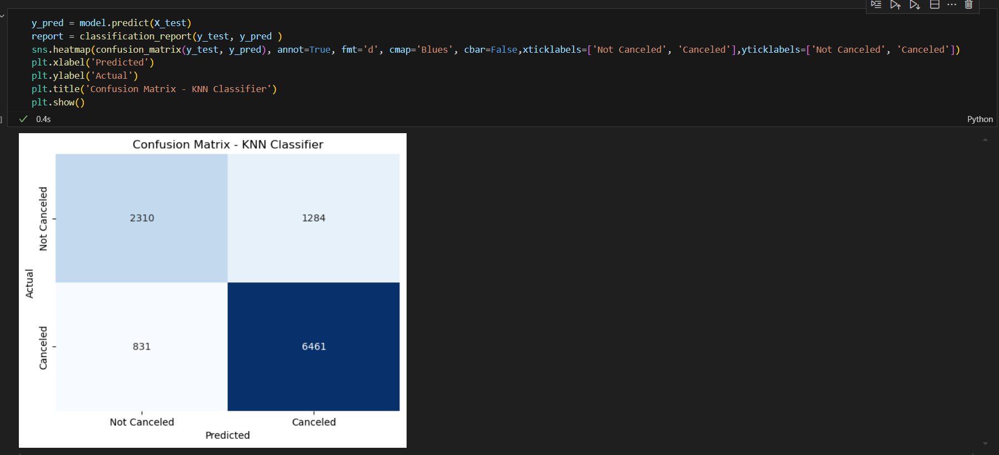 y_pred = model.predict(X_test)
report = classification_report(y_test, y_pred )
sns.heatmap(confusion_matrix(y_test, y_pred), annot=True, fmt='d', cmap='Blues', cbar=False,xticklabels=['Not Canceled', 'Canceled'],yticklabels=['Not Canceled', 'Canceled'])
plt.xlabel('Predicted')
plt.ylabel('Actual')
plt.title('Confusion Matrix - KNN Classifier')
plt.show()
] 0.4s Python
Confusion Matrix - KNN Classifier
Not Canceled
2310 1284
Actual
Canceled
831 6461
Not Canceled Canceled
Predicted